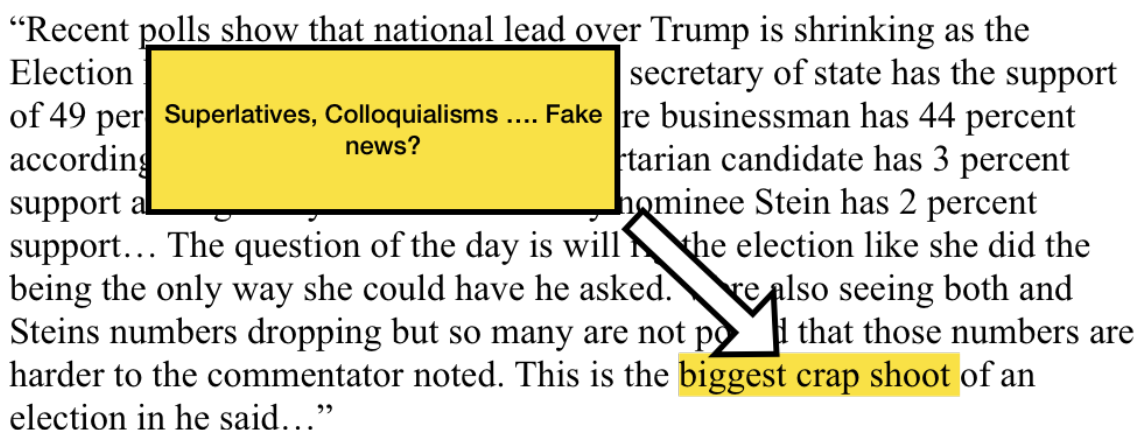 “Recent polls show that national lead over Trump is shrinking as the
Election secretary of state has the support
of 49 re businessman has 44 percent
according rtarian candidate has 3 percent
support nominee Stein has 2 percent
support… The question of the day is will the election like she did the
being the only way she could have he asked. also seeing both and
Steins numbers dropping but so many are not that those numbers are
harder to the commentator noted. This is the biggest crap shoot of an
election in he said…”
Superlatives, Colloquialisms .... Fake
news?